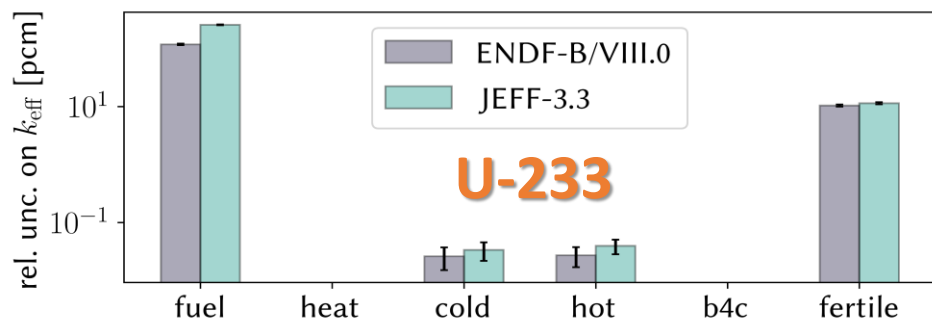 rel. unc. on k_eff [pcm]
10^1
10^-1
ENDF-B/VIII.0
JEFF-3.3
U-233
fuel heat cold hot b4c fertile